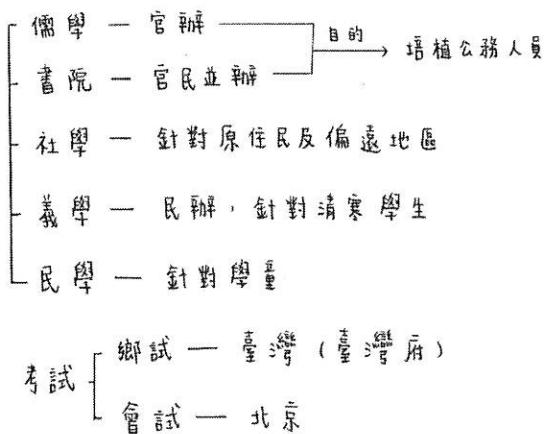 儒學 — 官辦
目的
培植公務人員
書院 — 官民並辦
社學 — 針對原住民及偏遠地區
義學 — 民辦，針對清寒學生
民學 — 針對學童
考試
鄉試 — 臺灣（臺灣府）
會試 — 北京